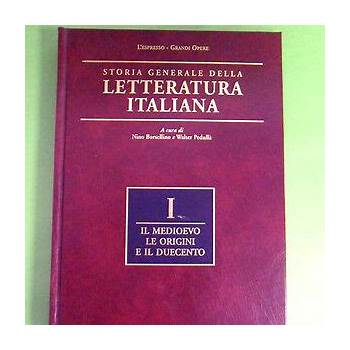 L'ESPRESSO - GRANDI OPERE
STORIA GENERALE DELLA
LETTERATURA
ITALIANA
A cura di
Nino Borsellino e Walter Pedullà
I
IL MEDIOEVO
LE ORIGINI
E IL DUECENTO